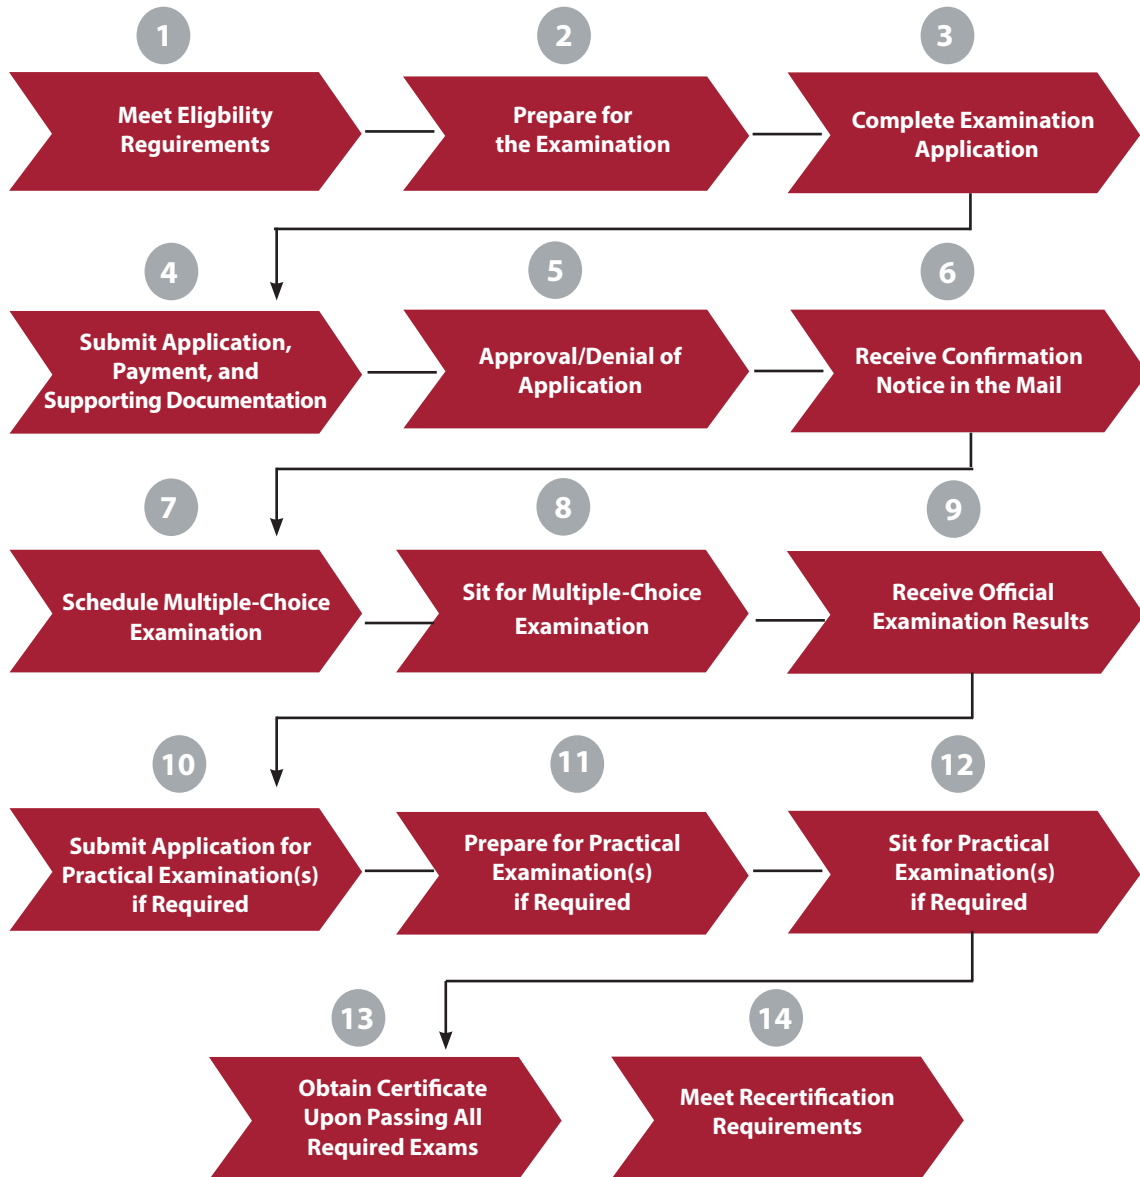 1
Meet Eligbility
Reguirements
2
Prepare for
the Examination
3
Complete Examination
Application
4
Submit Application,
Payment, and
Supporting Documentation
5
Approval/Denial of
Application
6
Receive Confirmation
Notice in the Mail
7
Schedule Multiple-Choice
Examination
8
Sit for Multiple-Choice
Examination
9
Receive Official
Examination Results
10
Submit Application for
Practical Examination(s)
if Required
11
Prepare for Practical
Examination(s)
if Required
12
Sit for Practical
Examination(s)
if Required
13
Obtain Certificate
Upon Passing All
Required Exams
14
Meet Recertification
Requirements